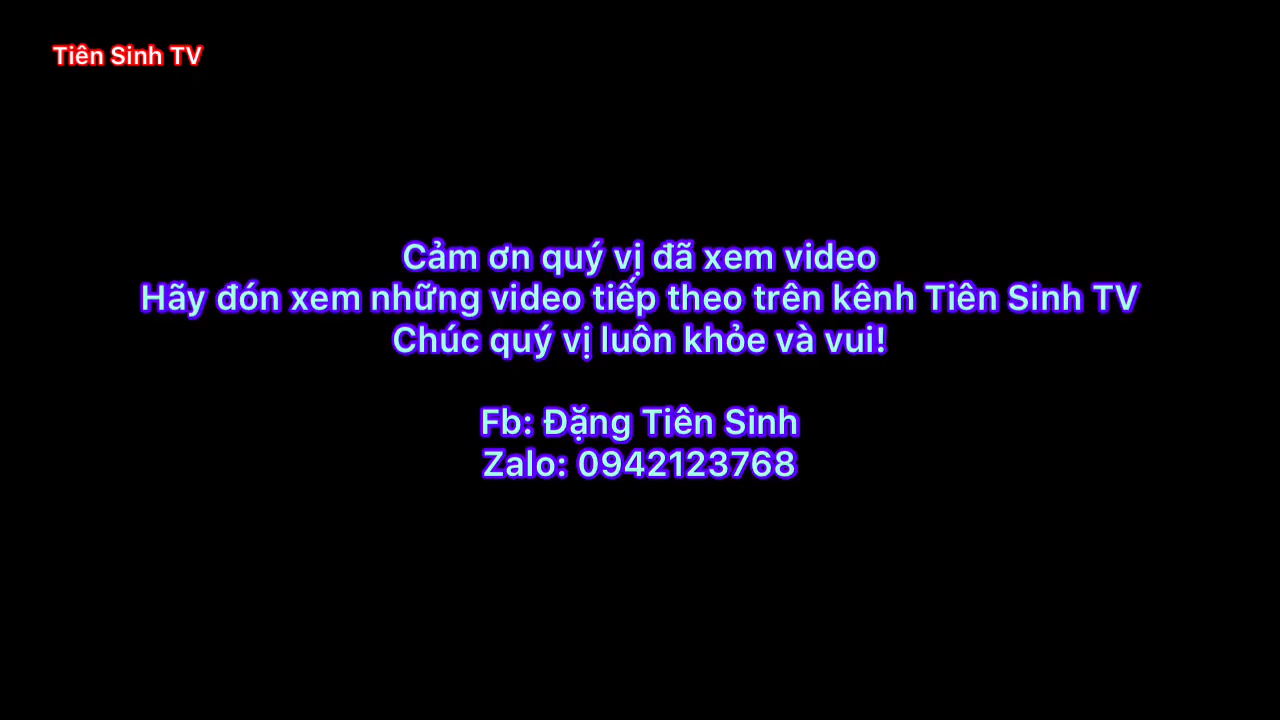 Tiên Sinh TV
Cảm ơn quý vị đã xem video
Hãy đón xem những video tiếp theo trên kênh Tiên Sinh TV
Chúc quý vị luôn khỏe và vui!
Fb: Đặng Tiên Sinh
Zalo: 0942123768